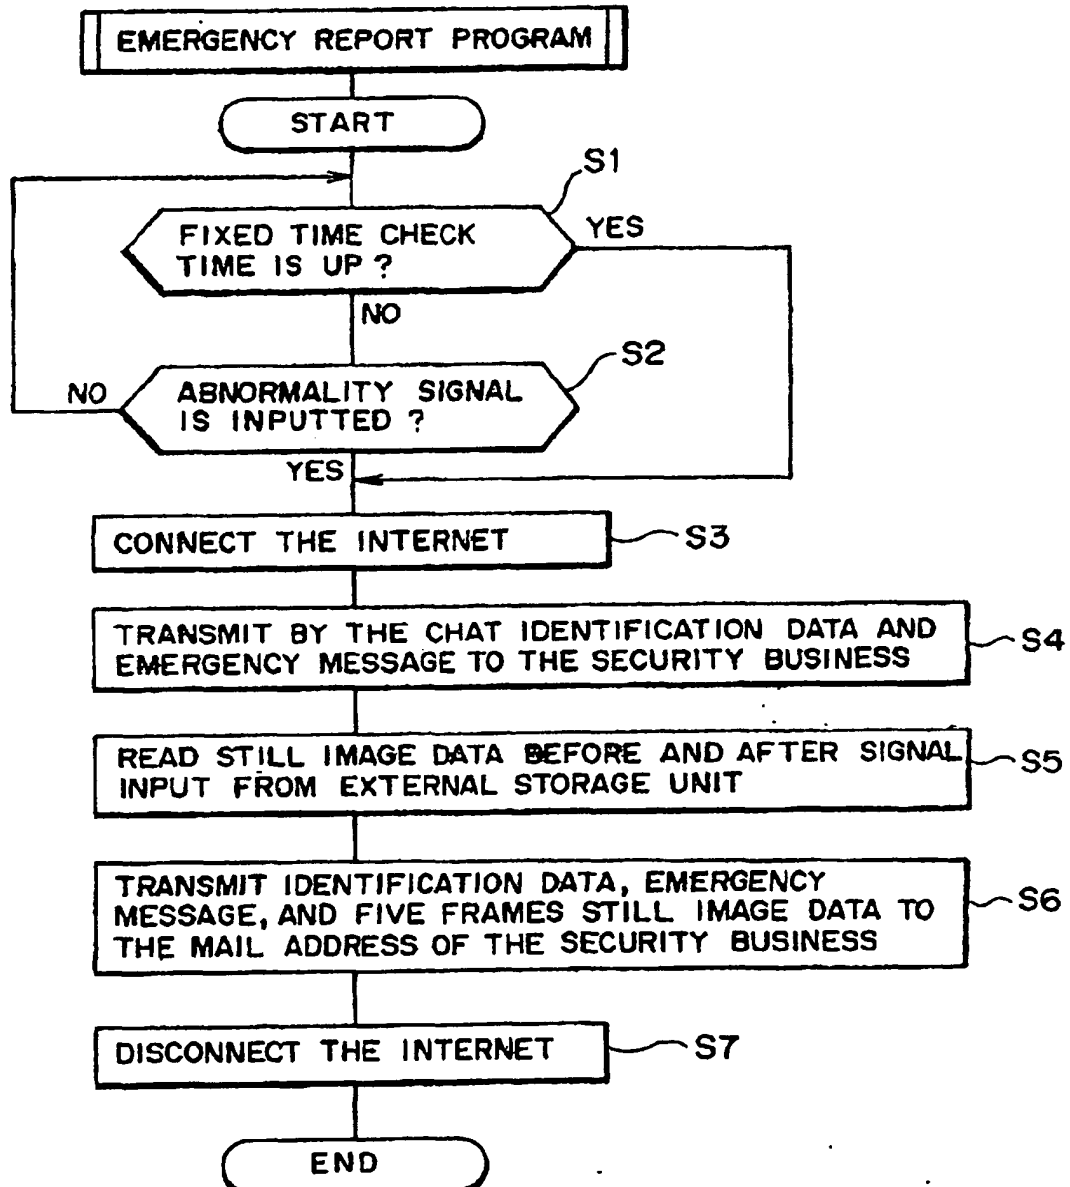 EMERGENCY REPORT PROGRAM
START
S1
FIXED TIME CHECK
TIME IS UP ?
YES
NO
S2
ABNORMALITY SIGNAL
IS INPUTTED ?
NO
YES
CONNECT THE INTERNET
S3
TRANSMIT BY THE CHAT IDENTIFICATION DATA AND
EMERGENCY MESSAGE TO THE SECURITY BUSINESS
S4
READ STILL IMAGE DATA BEFORE AND AFTER SIGNAL
INPUT FROM EXTERNAL STORAGE UNIT
S5
TRANSMIT IDENTIFICATION DATA, EMERGENCY
MESSAGE, AND FIVE FRAMES STILL IMAGE DATA TO
THE MAIL ADDRESS OF THE SECURITY BUSINESS
S6
DISCONNECT THE INTERNET
S7
END